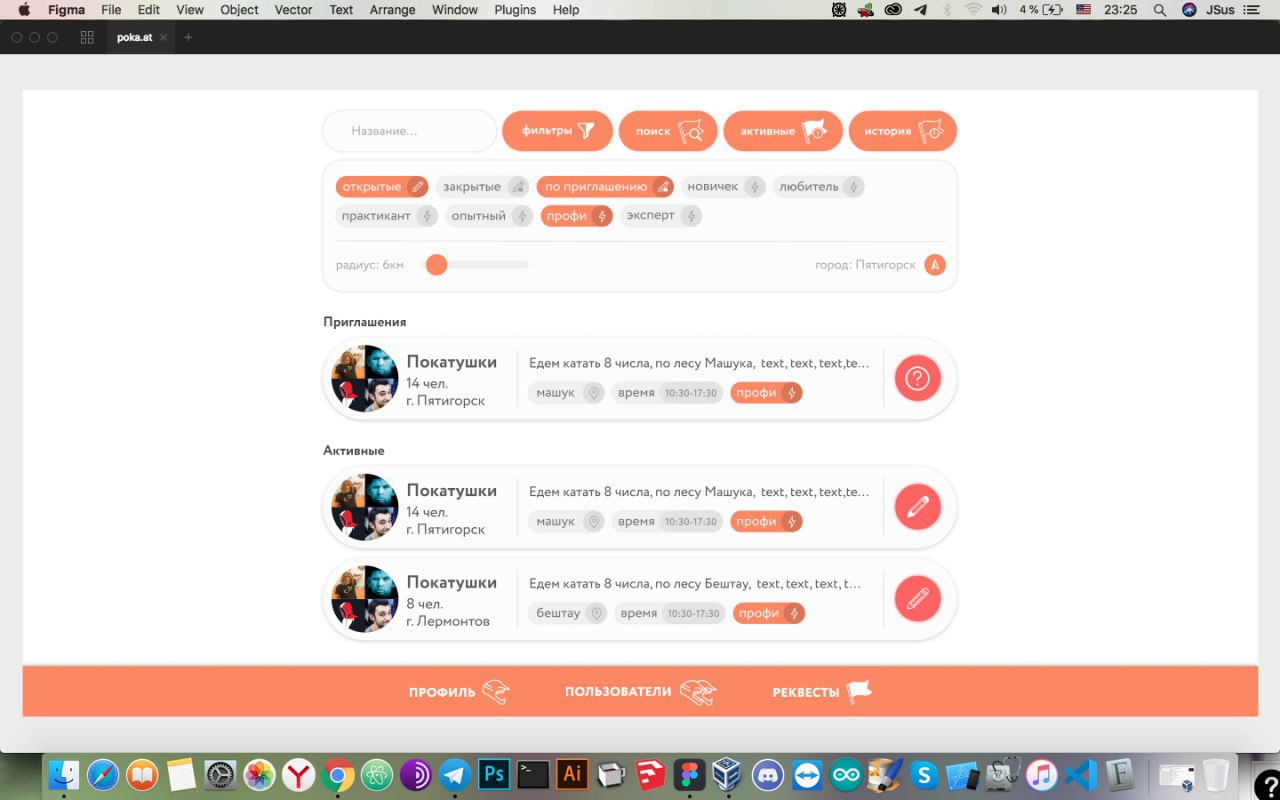 Figma File Edit View Object Vector Text Arrange Window Plugins Help 4 % 23:25 JSus
poka.at
Название...
фильтры
поиск
активные
история
открытые закрытые по приглашению новичек любитель
практикант опытный профи эксперт
радиус: 6км
город: Пятигорск
Приглашения
Покатушки
14 чел.
г. Пятигорск
Едем катать 8 числа, по лесу Машука, text, text, text,te...
машук время 10:30-17:30 профи
Активные
Покатушки
14 чел.
г. Пятигорск
Едем катать 8 числа, по лесу Машука, text, text, text,te...
машук время 10:30-17:30 профи
Покатушки
8 чел.
г. Лермонтов
Едем катать 8 числа, по лесу Бештау, text, text, text, t...
бештау время 10:30-17:30 профи
ПРОФИЛЬ ПОЛЬЗОВАТЕЛИ РЕКВЕСТЫ
Ps Ai